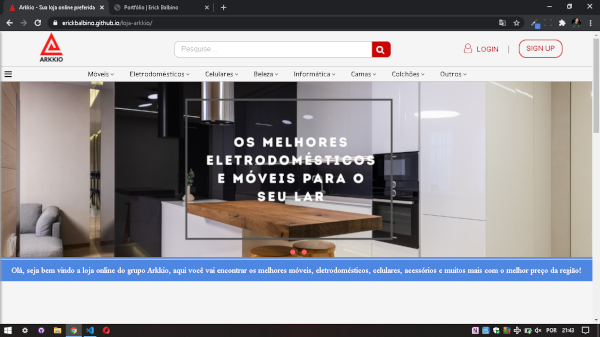 Arkkio - Sua loja online preferida
Portfólio | Erick Balbino
erickbalbino.github.io/loja-arkkio/
ARKKIO
Pesquise ...
LOGIN
SIGN UP
Móveis
Eletrodomésticos
Celulares
Beleza
Informática
Camas
Colchões
Outros
OS MELHORES
ELETRODOMÉSTICOS
E MÓVEIS PARA O
SEU LAR
Olá, seja bem vindo a loja online do grupo Arkkio, aqui você vai encontrar os melhores móveis, eletrodomésticos, celulares, acessórios e muitos mais com o melhor preço da região!
POR
21:43